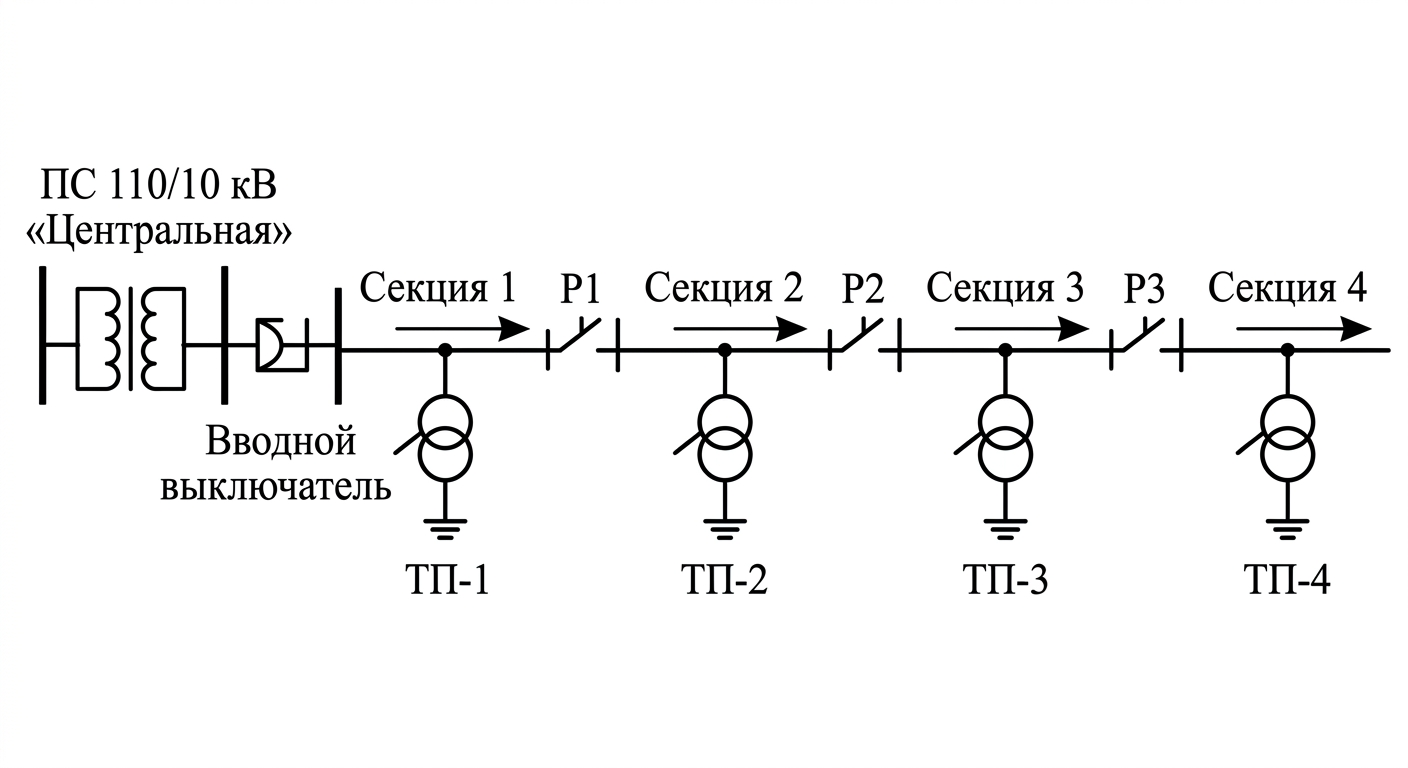 ПС 110/10 кВ
«Центральная»
Секция 1
Р1
Секция 2
Р2
Секция 3
Р3
Секция 4
Вводной
выключатель
ТП-1
ТП-2
ТП-3
ТП-4